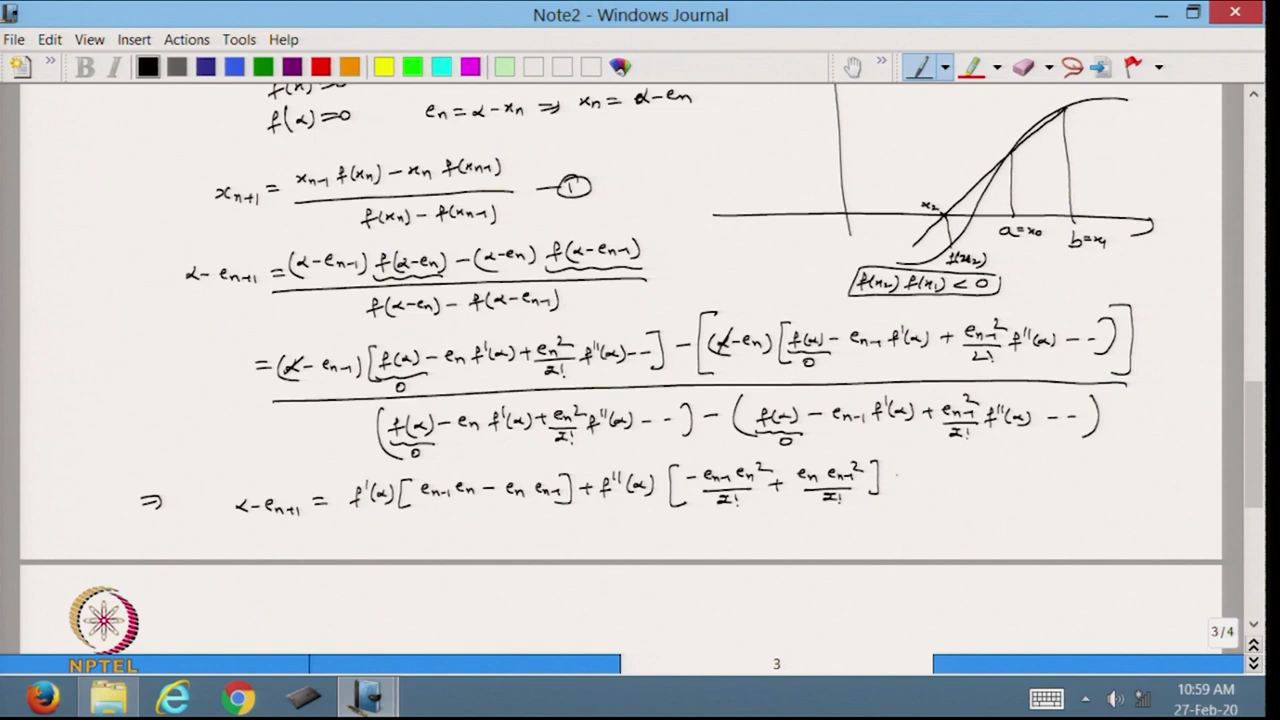 Note2 - Windows Journal
File Edit View Insert Actions Tools Help
f(α)=0 eₙ = α-xₙ ⇒ xₙ = α-eₙ
xₙ₊₁ = (xₙ₋₁ f(xₙ) - xₙ f(xₙ₋₁)) / (f(xₙ) - f(xₙ₋₁)) — ①
x₂ a=x₀ b=x₁
f(x₂)
f(x₂) f(x₁) < 0
α-eₙ₊₁ = ((α-eₙ₋₁) f(α-eₙ) - (α-eₙ) f(α-eₙ₋₁)) / (f(α-eₙ) - f(α-eₙ₋₁))
= (α-eₙ₋₁) [f(α) - eₙ f'(α) + eₙ²/2! f''(α) --] - [(α-eₙ) [f(α) - eₙ₋₁ f'(α) + eₙ₋₁²/2! f''(α) --)]
0 0
(f(α) - eₙ f'(α) + eₙ²/2! f''(α) ---) - (f(α) - eₙ₋₁ f'(α) + eₙ₋₁²/2! f''(α) ---)
0 0
⇒ α-eₙ₊₁ = f'(α) [eₙ₋₁ eₙ - eₙ eₙ₋₁] + f''(α) [-eₙ₋₁ eₙ²/2! + eₙ eₙ₋₁²/2!]
3/4
NPTEL
3
10:59 AM
27-Feb-20